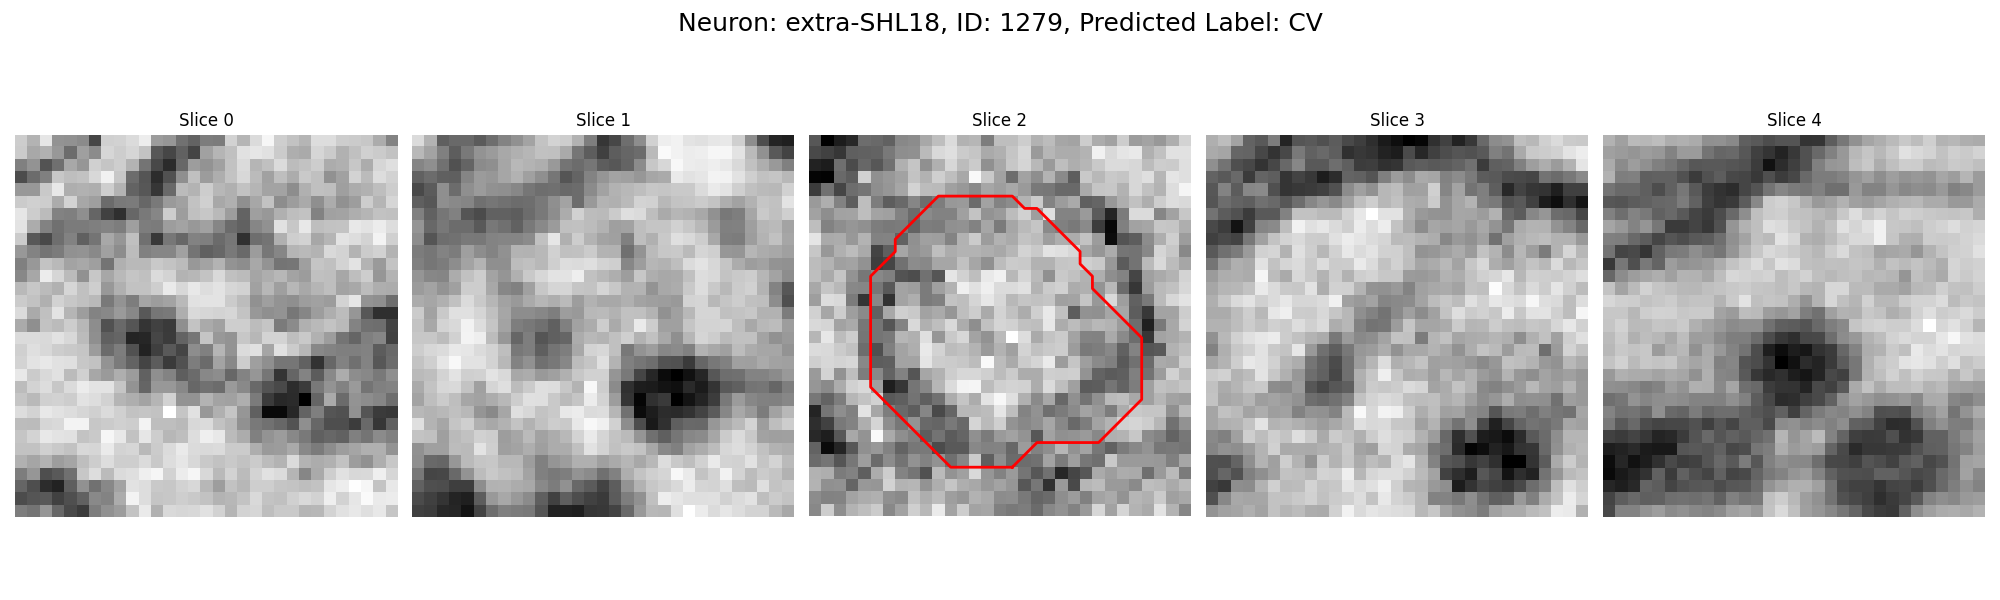 Neuron: extra-SHL18, ID: 1279, Predicted Label: CV
Slice 0
Slice 1
Slice 2
Slice 3
Slice 4